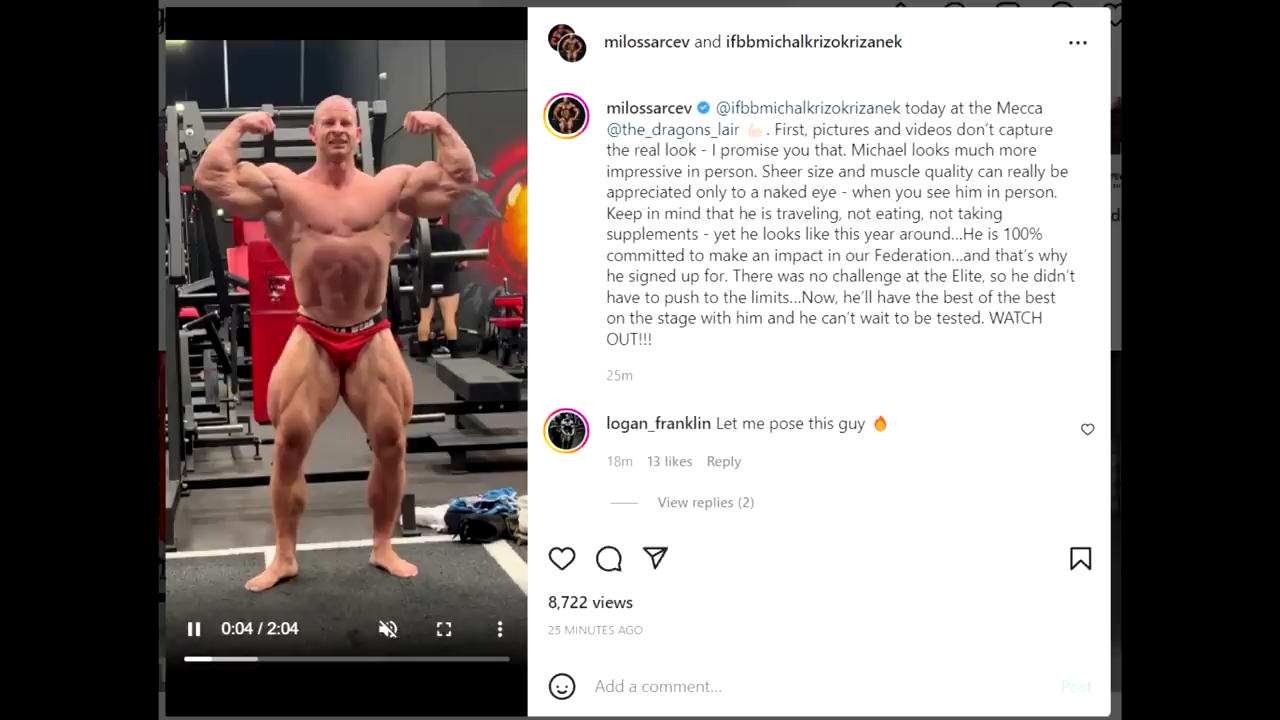 milossarcev and ifbbmichalkrizokrizanek
milossarcev @ifbbmichalkrizokrizanek today at the Mecca
@the_dragons_lair 💪🏻. First, pictures and videos don't capture
the real look - I promise you that. Michael looks much more
impressive in person. Sheer size and muscle quality can really be
appreciated only to a naked eye - when you see him in person.
Keep in mind that he is traveling, not eating, not taking
supplements - yet he looks like this year around...He is 100%
committed to make an impact in our Federation...and that's why
he signed up for. There was no challenge at the Elite, so he didn't
have to push to the limits...Now, he'll have the best of the best
on the stage with him and he can't wait to be tested. WATCH
OUT!!!
25m
logan_franklin Let me pose this guy 🔥
18m 13 likes Reply
View replies (2)
8,722 views
25 MINUTES AGO
Add a comment...
Post
0:04 / 2:04